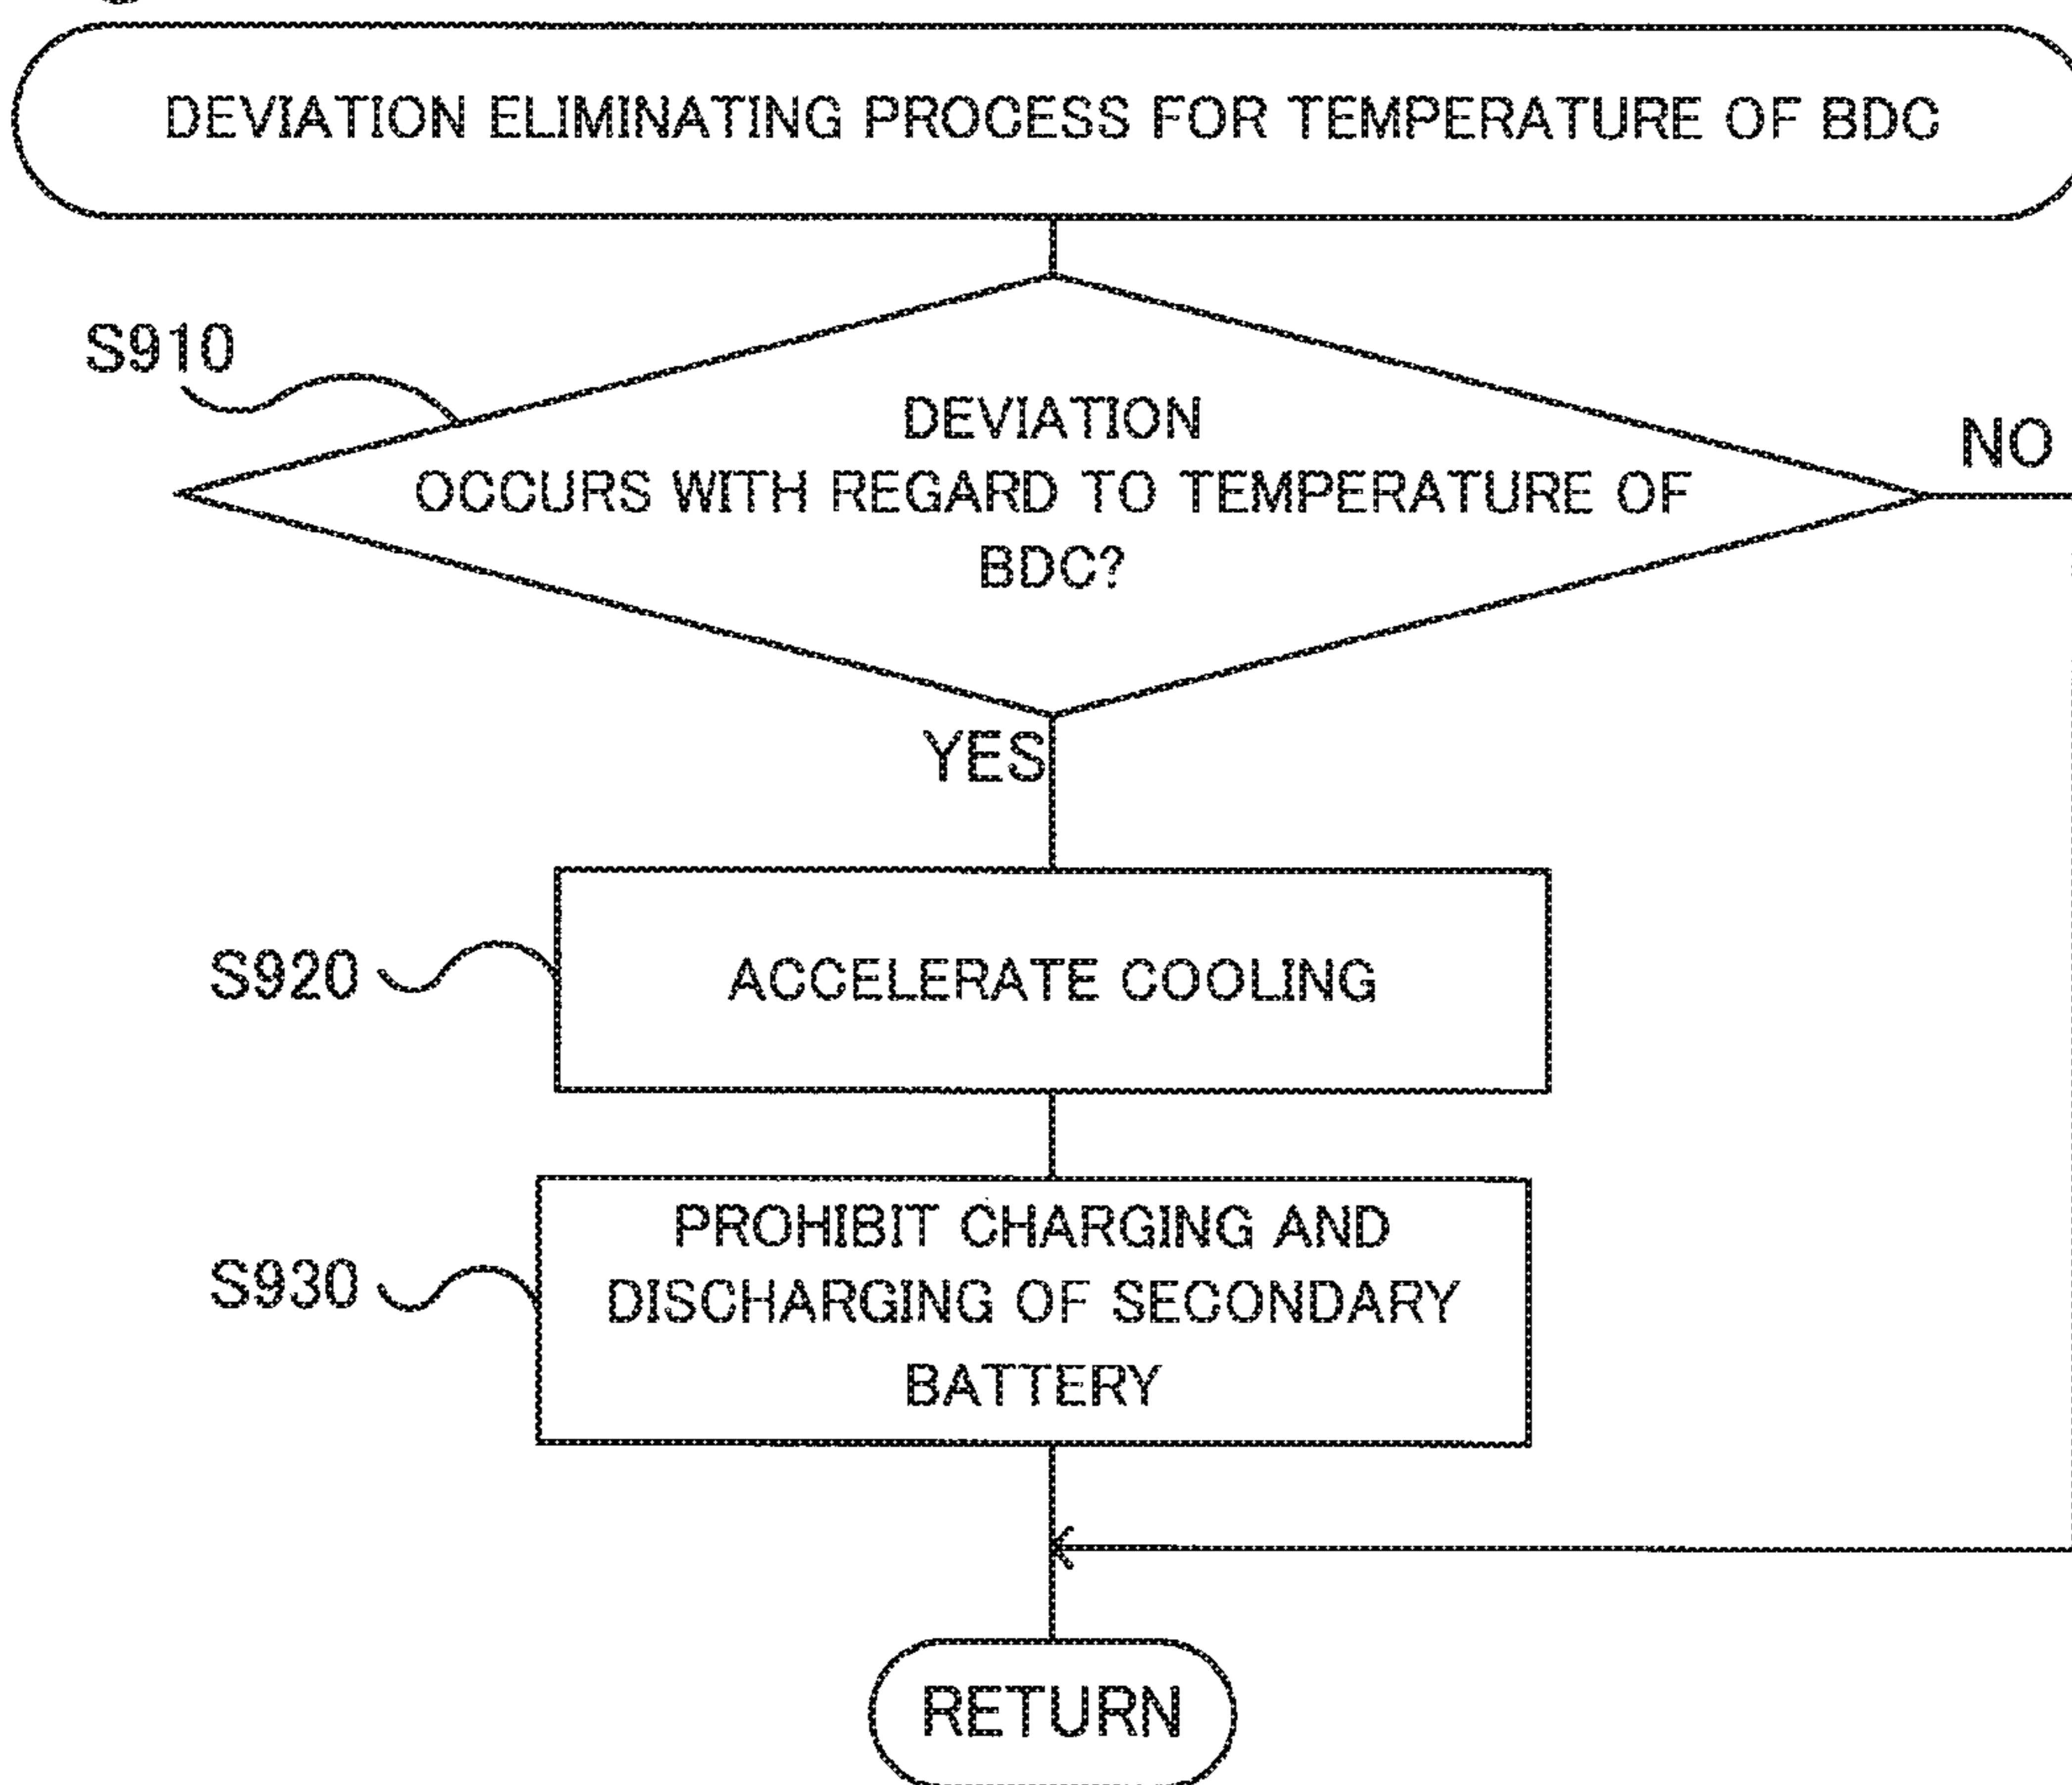 DEVIATION ELIMINATING PROCESS FOR TEMPERATURE OF BDC
S910
DEVIATION
OCCURS WITH REGARD TO TEMPERATURE OF
BDC?
NO
YES
S920
ACCELERATE COOLING
S930
PROHIBIT CHARGING AND
DISCHARGING OF SECONDARY
BATTERY
RETURN